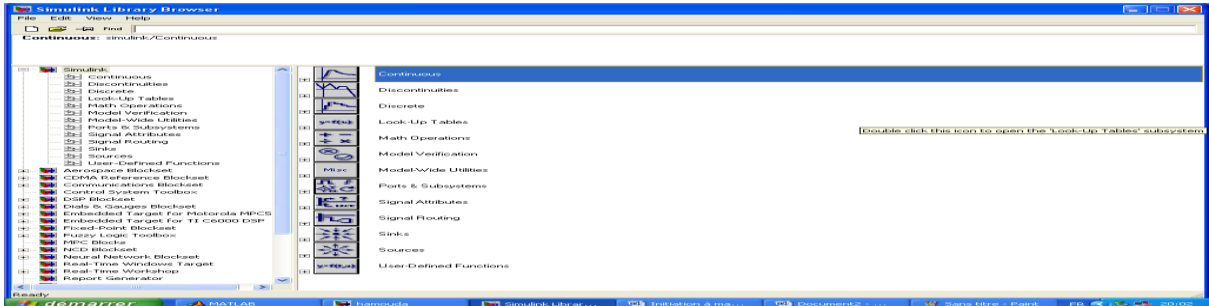 Simulink Library Browser
File Edit View Help
Find
Continuous: simulink/Continuous
Simulink
Continuous
Discontinuities
Discrete
Look-Up Tables
Math Operations
Model Verification
Model-Wide Utilities
Ports & Subsystems
Signal Attributes
Signal Routing
Sinks
Sources
User-Defined Functions
Aerospace Blockset
CDMA Reference Blockset
Communications Blockset
Control System Toolbox
DSP Blockset
Dials & Gauges Blockset
Embedded Target for Motorola MPC5
Embedded Target for TI C6000 DSP
Fixed-Point Blockset
Fuzzy Logic Toolbox
MPC Blocks
NCD Blockset
Neural Network Blockset
Real-Time Windows Target
Real-Time Workshop
Report Generator
Continuous
Discontinuities
Discrete
y=f(u) Look-Up Tables
Double click this icon to open the 'Look-Up Tables' subsystem
Math Operations
Model Verification
Misc Model-Wide Utilities
Ports & Subsystems
Signal Attributes
Signal Routing
Sinks
Sources
User-Defined Functions
Ready
démarrer MATLAB hamouda Simulink Librar... Initiation à ma... Document2 - ... Sans titre - Paint FR 20:02